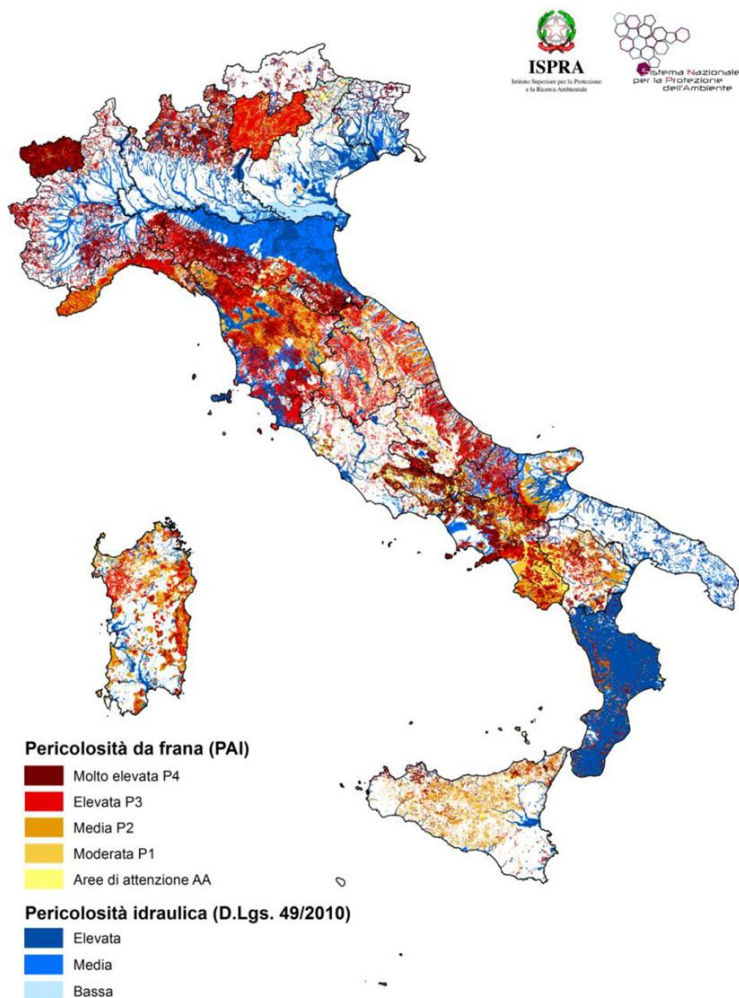 ISPRA
Istituto Superiore per la Protezione
e la Ricerca Ambientale
Sistema Nazionale
per la Protezione
dell'Ambiente
Pericolosità da frana (PAI)
Molto elevata P4
Elevata P3
Media P2
Moderata P1
Aree di attenzione AA
Pericolosità idraulica (D.Lgs. 49/2010)
Elevata
Media
Bassa